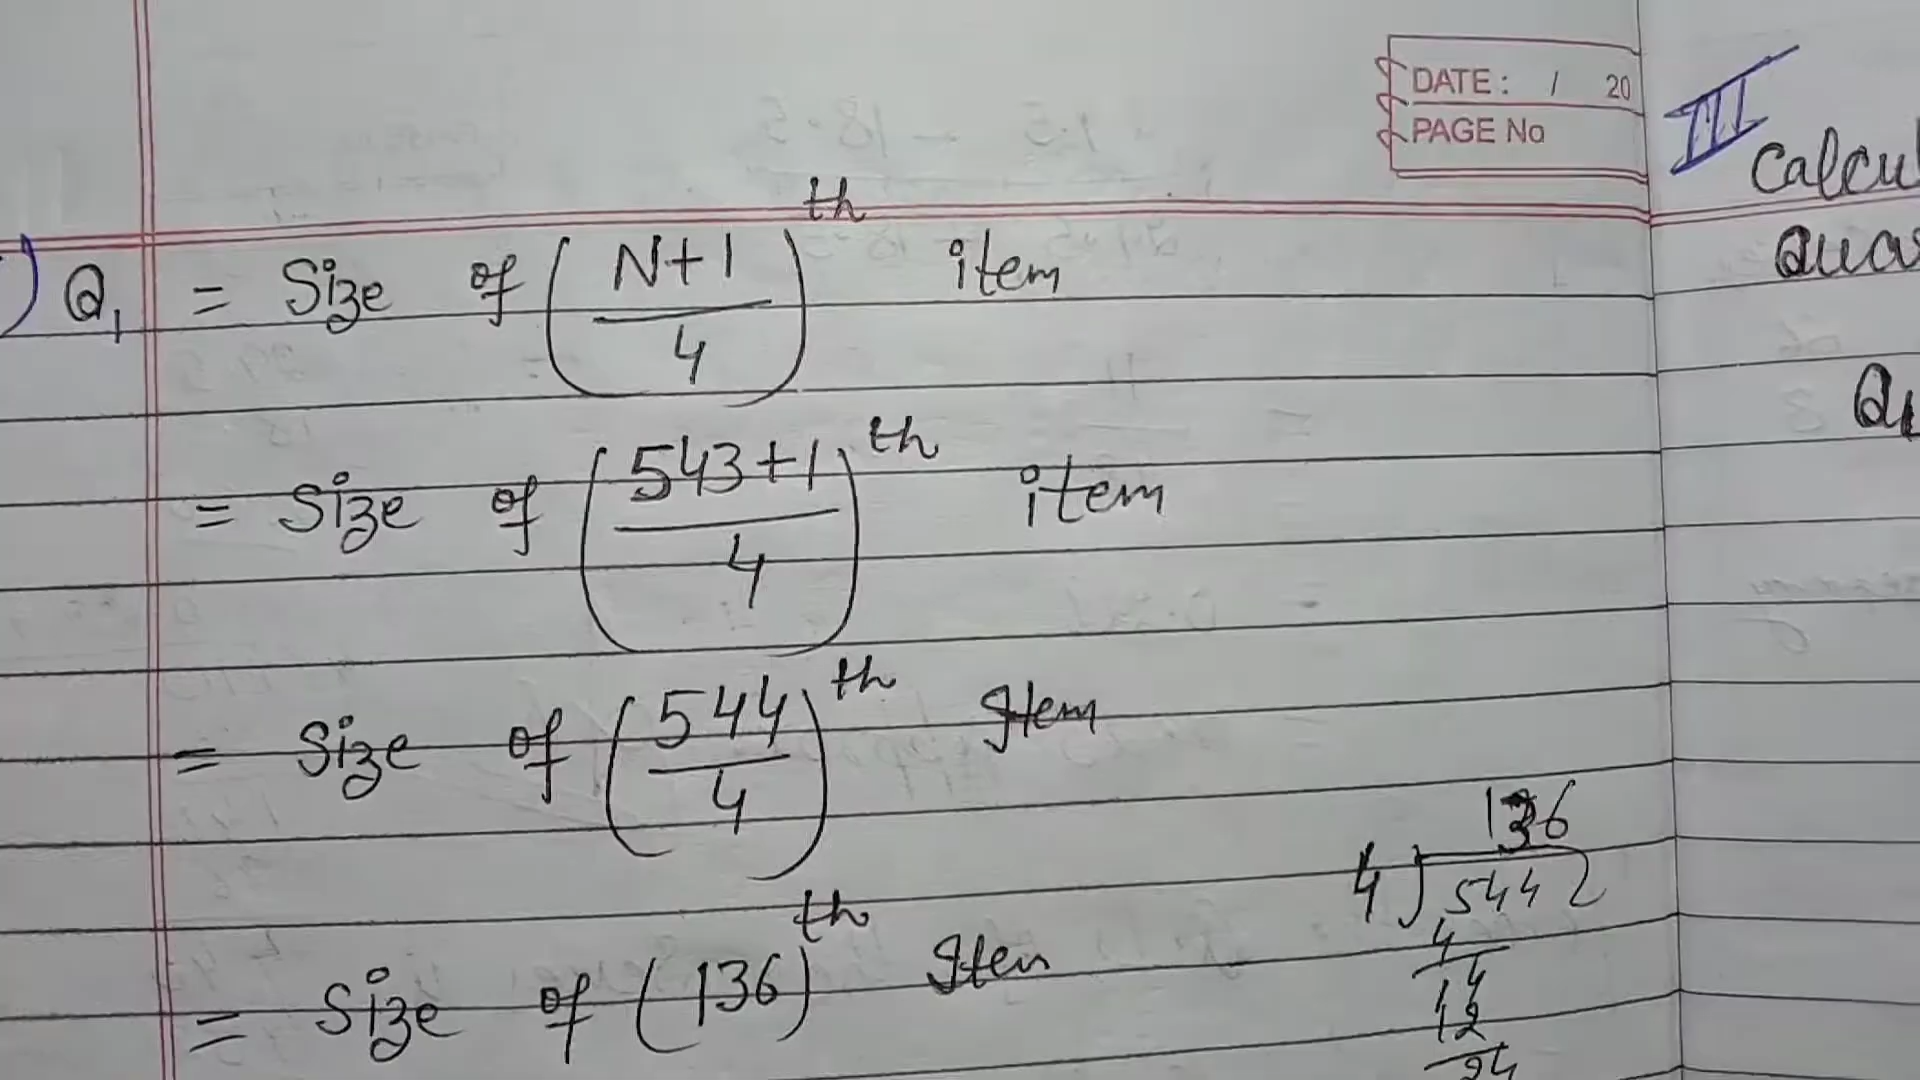 DATE: / 20
PAGE No
th
) Q₁ = Size of (N+1/4) item
= Size of (543+1/4)th item
= Size of (544/4)th Item
= Size of (136)th Item
136
4)544(
4
14
12
24
III
Calcu
Q1